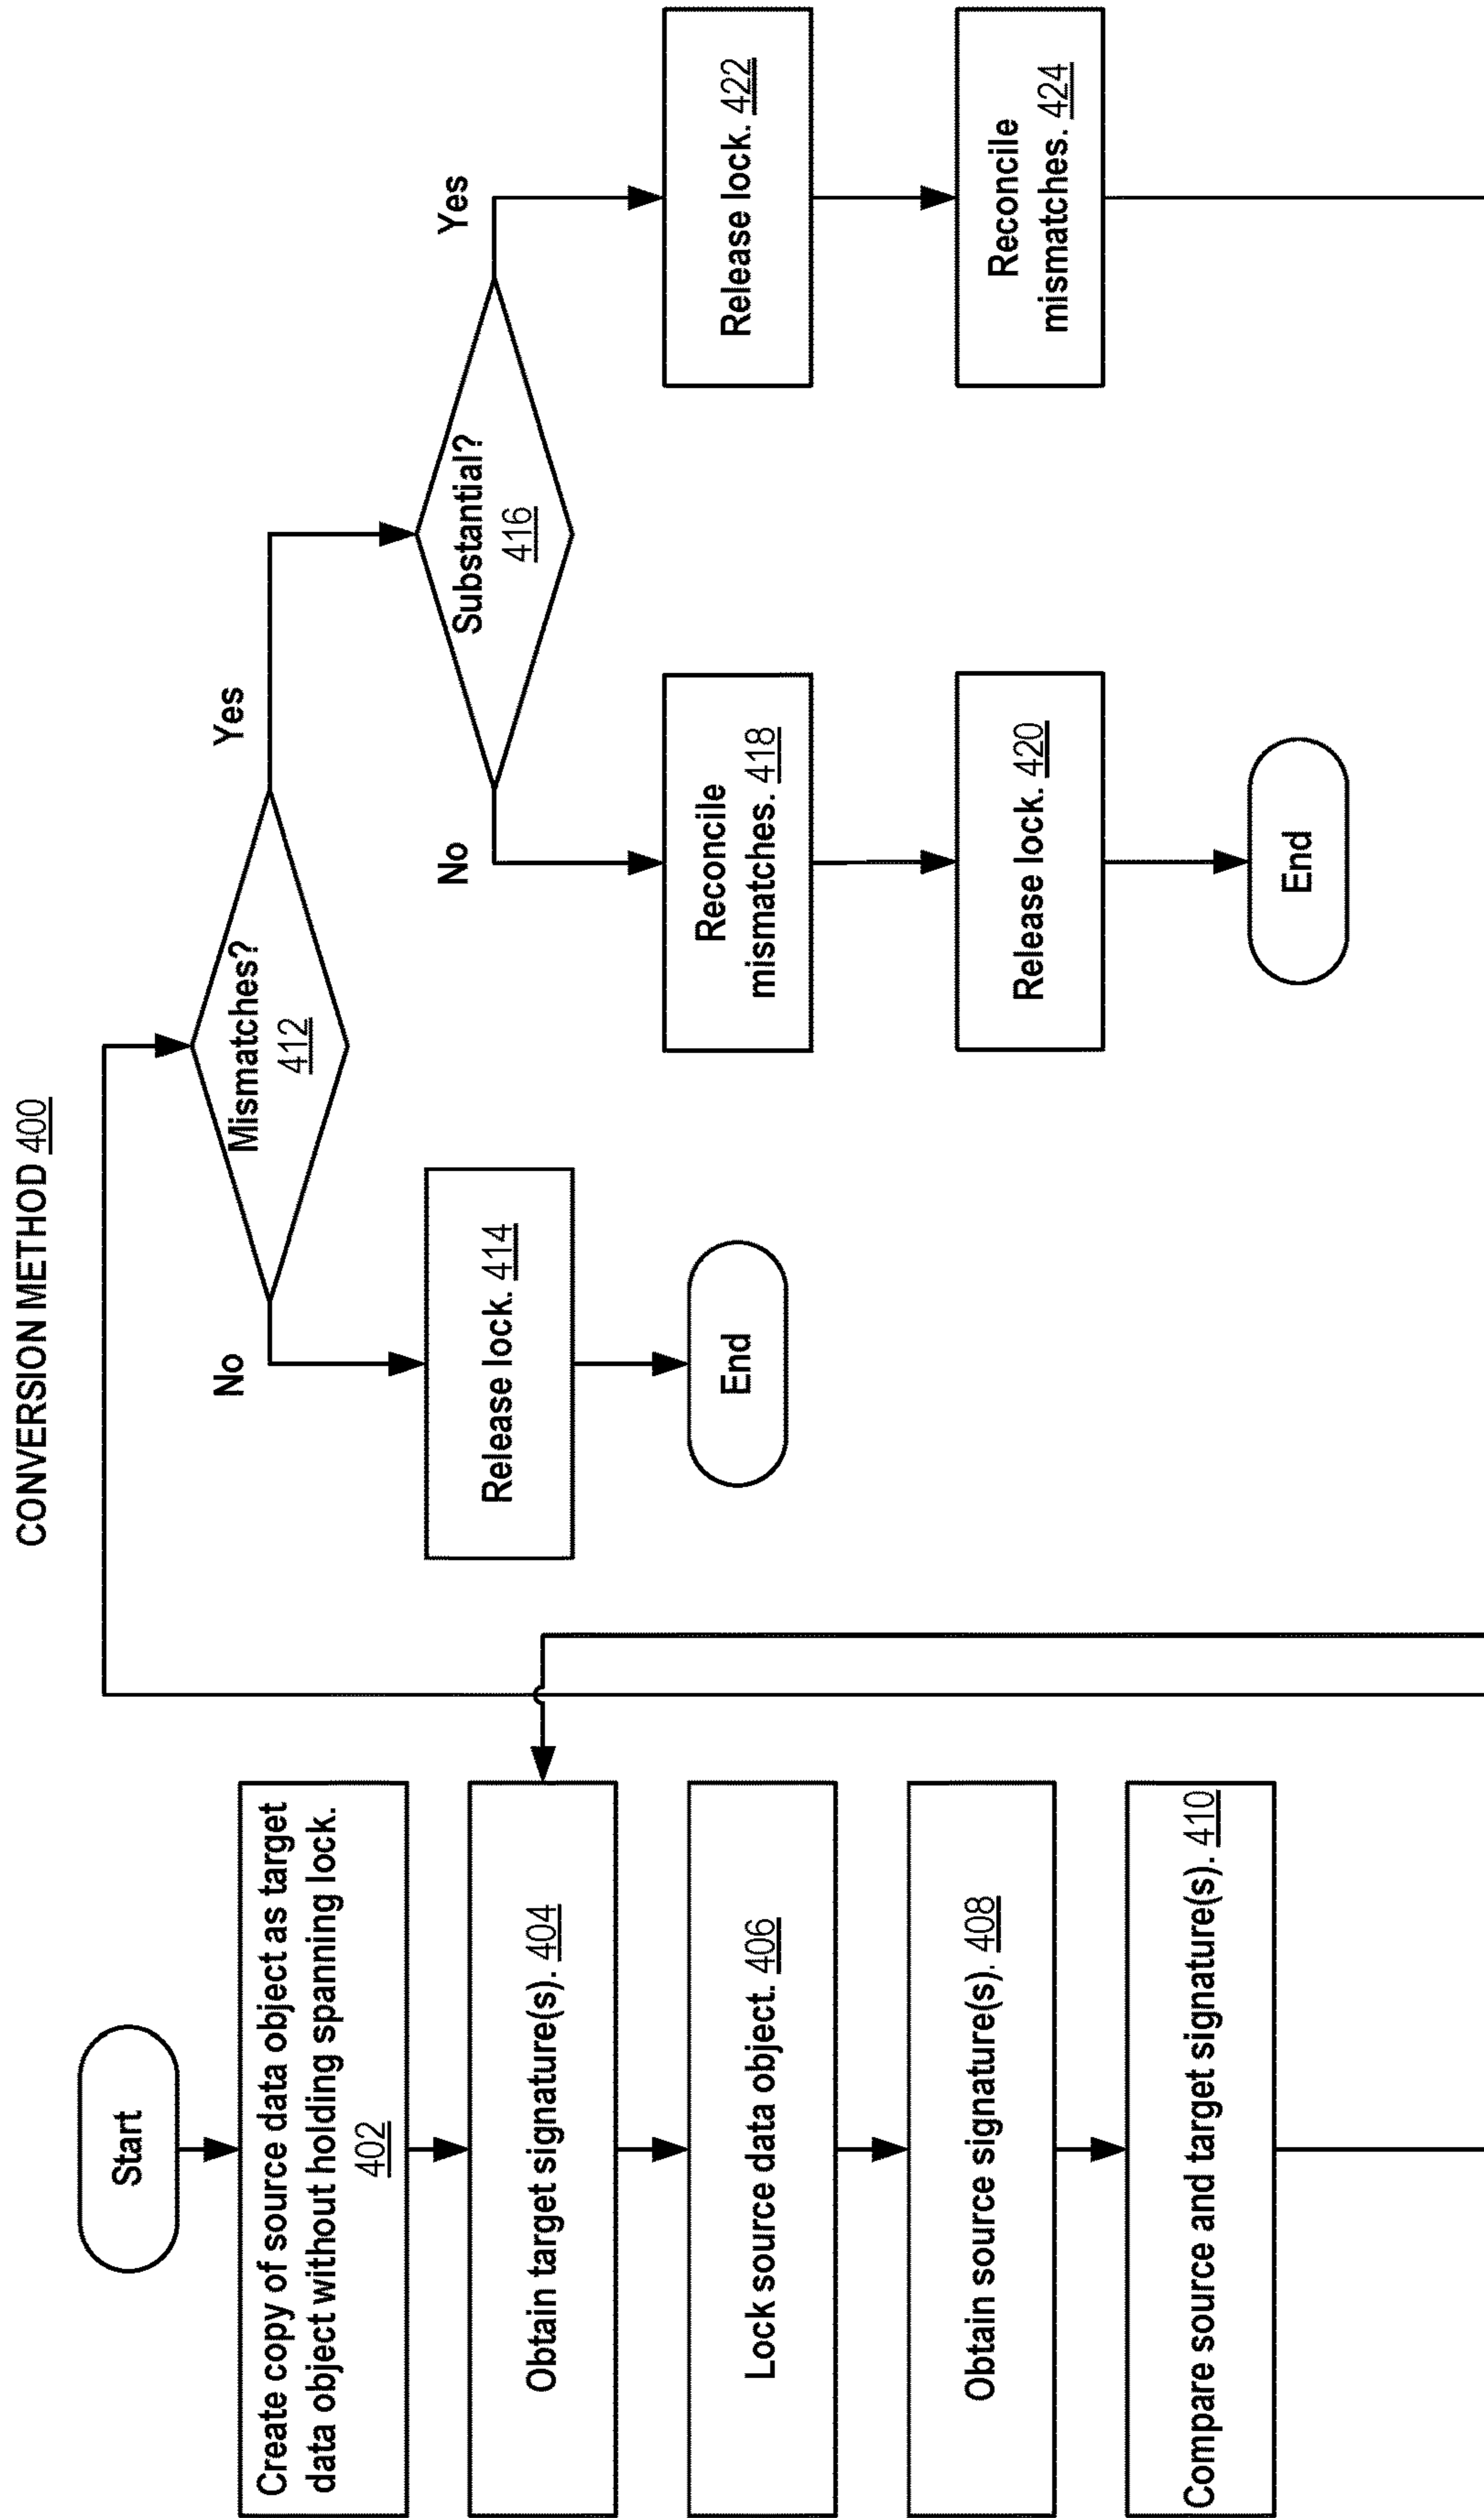 CONVERSION METHOD 400
Start
Create copy of source data object as target
data object without holding spanning lock.
402
Obtain target signature(s). 404
Lock source data object. 406
Obtain source signature(s). 408
Compare source and target signature(s). 410
Mismatches?
412
No
Yes
Release lock. 414
End
Substantial?
416
No
Yes
Reconcile
mismatches. 418
Release lock. 420
End
Release lock. 422
Reconcile
mismatches. 424